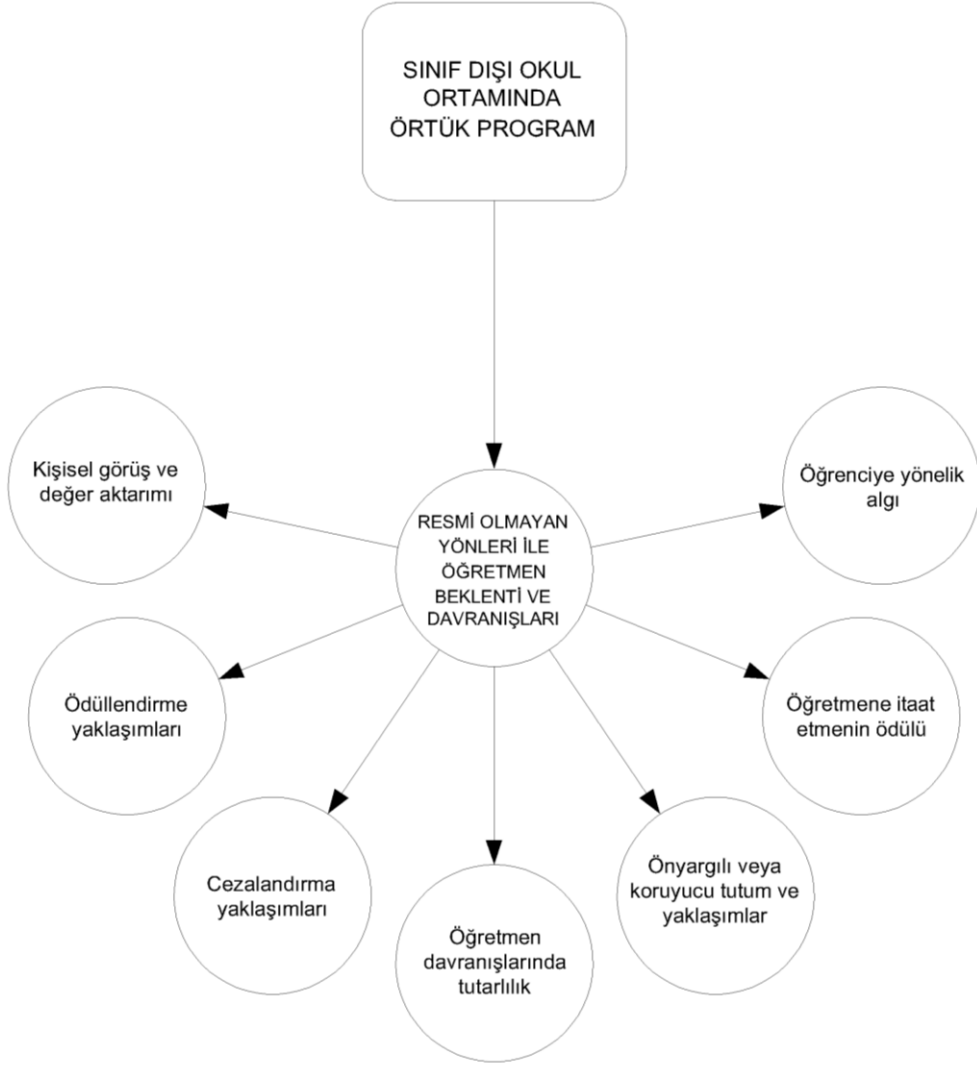 SINIF DIŞI OKUL
ORTAMINDA
ÖRTÜK PROGRAM
Kişisel görüş ve
değer aktarımı
Öğrenciye yönelik
algı
RESMİ OLMAYAN
YÖNLERİ İLE
ÖĞRETMEN
BEKLENTİ VE
DAVRANIŞLARI
Ödüllendirme
yaklaşımları
Öğretmene itaat
etmenin ödülü
Cezalandırma
yaklaşımları
Önyargılı veya
koruyucu tutum ve
yaklaşımlar
Öğretmen
davranışlarında
tutarlılık